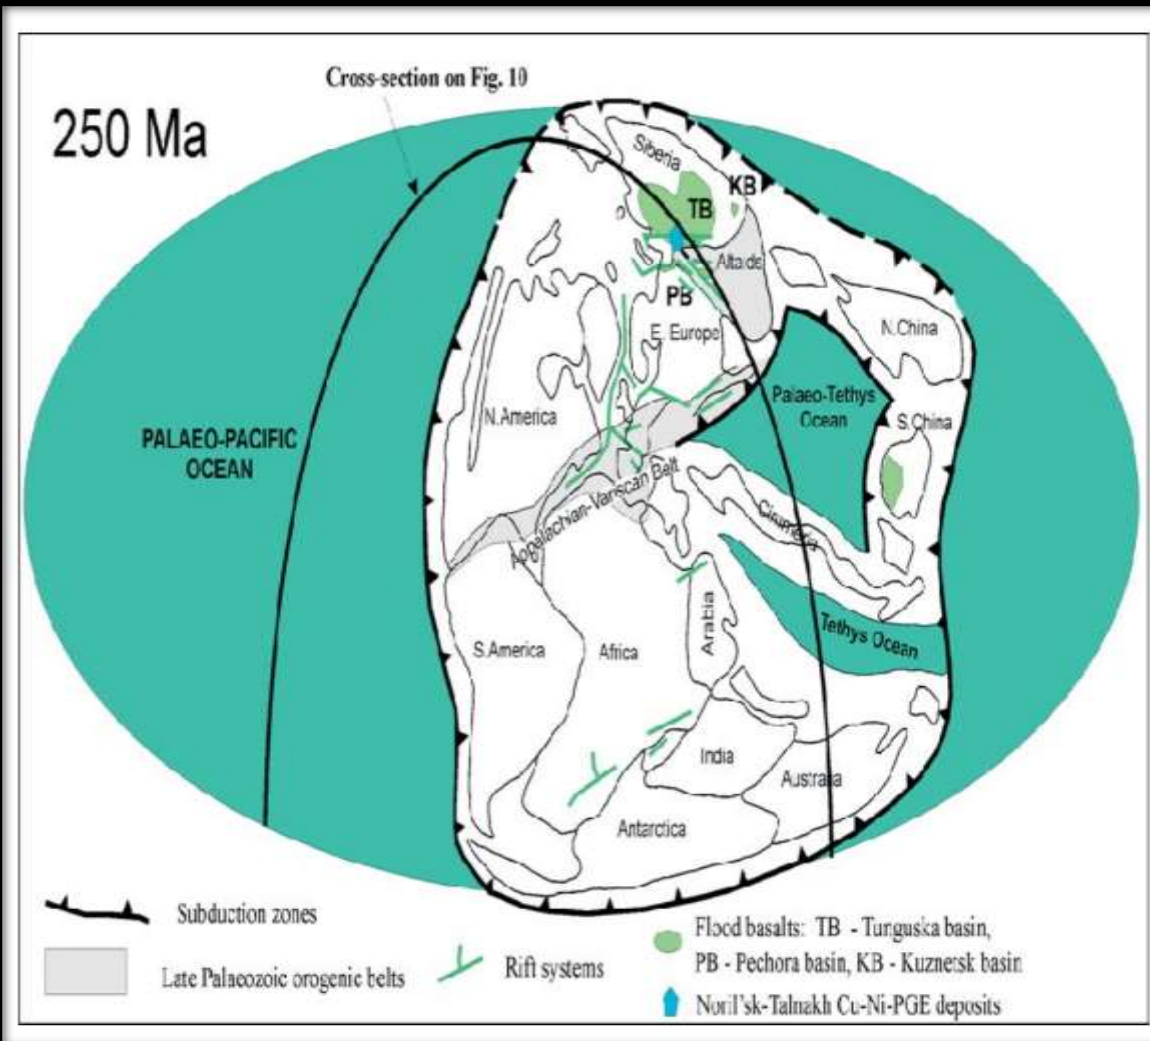 Cross-section on Fig. 10
250 Ma
Siberia
KB
TB
Altaids
PB
E. Europe
N.China
N.America
Palaeo-Tethys
Ocean
S.China
PALAEO-PACIFIC
OCEAN
Appalachian-Variscan Belt
Cimmeria
Arabia
Tethys Ocean
S.America
Africa
India
Australia
Antarctica
Subduction zones
Late Palaeozoic orogenic belts
Rift systems
Flood basalts: TB - Tunguska basin,
PB - Pechora basin, KB - Kuznetsk basin
Noril'sk-Talnakh Cu-Ni-PGE deposits